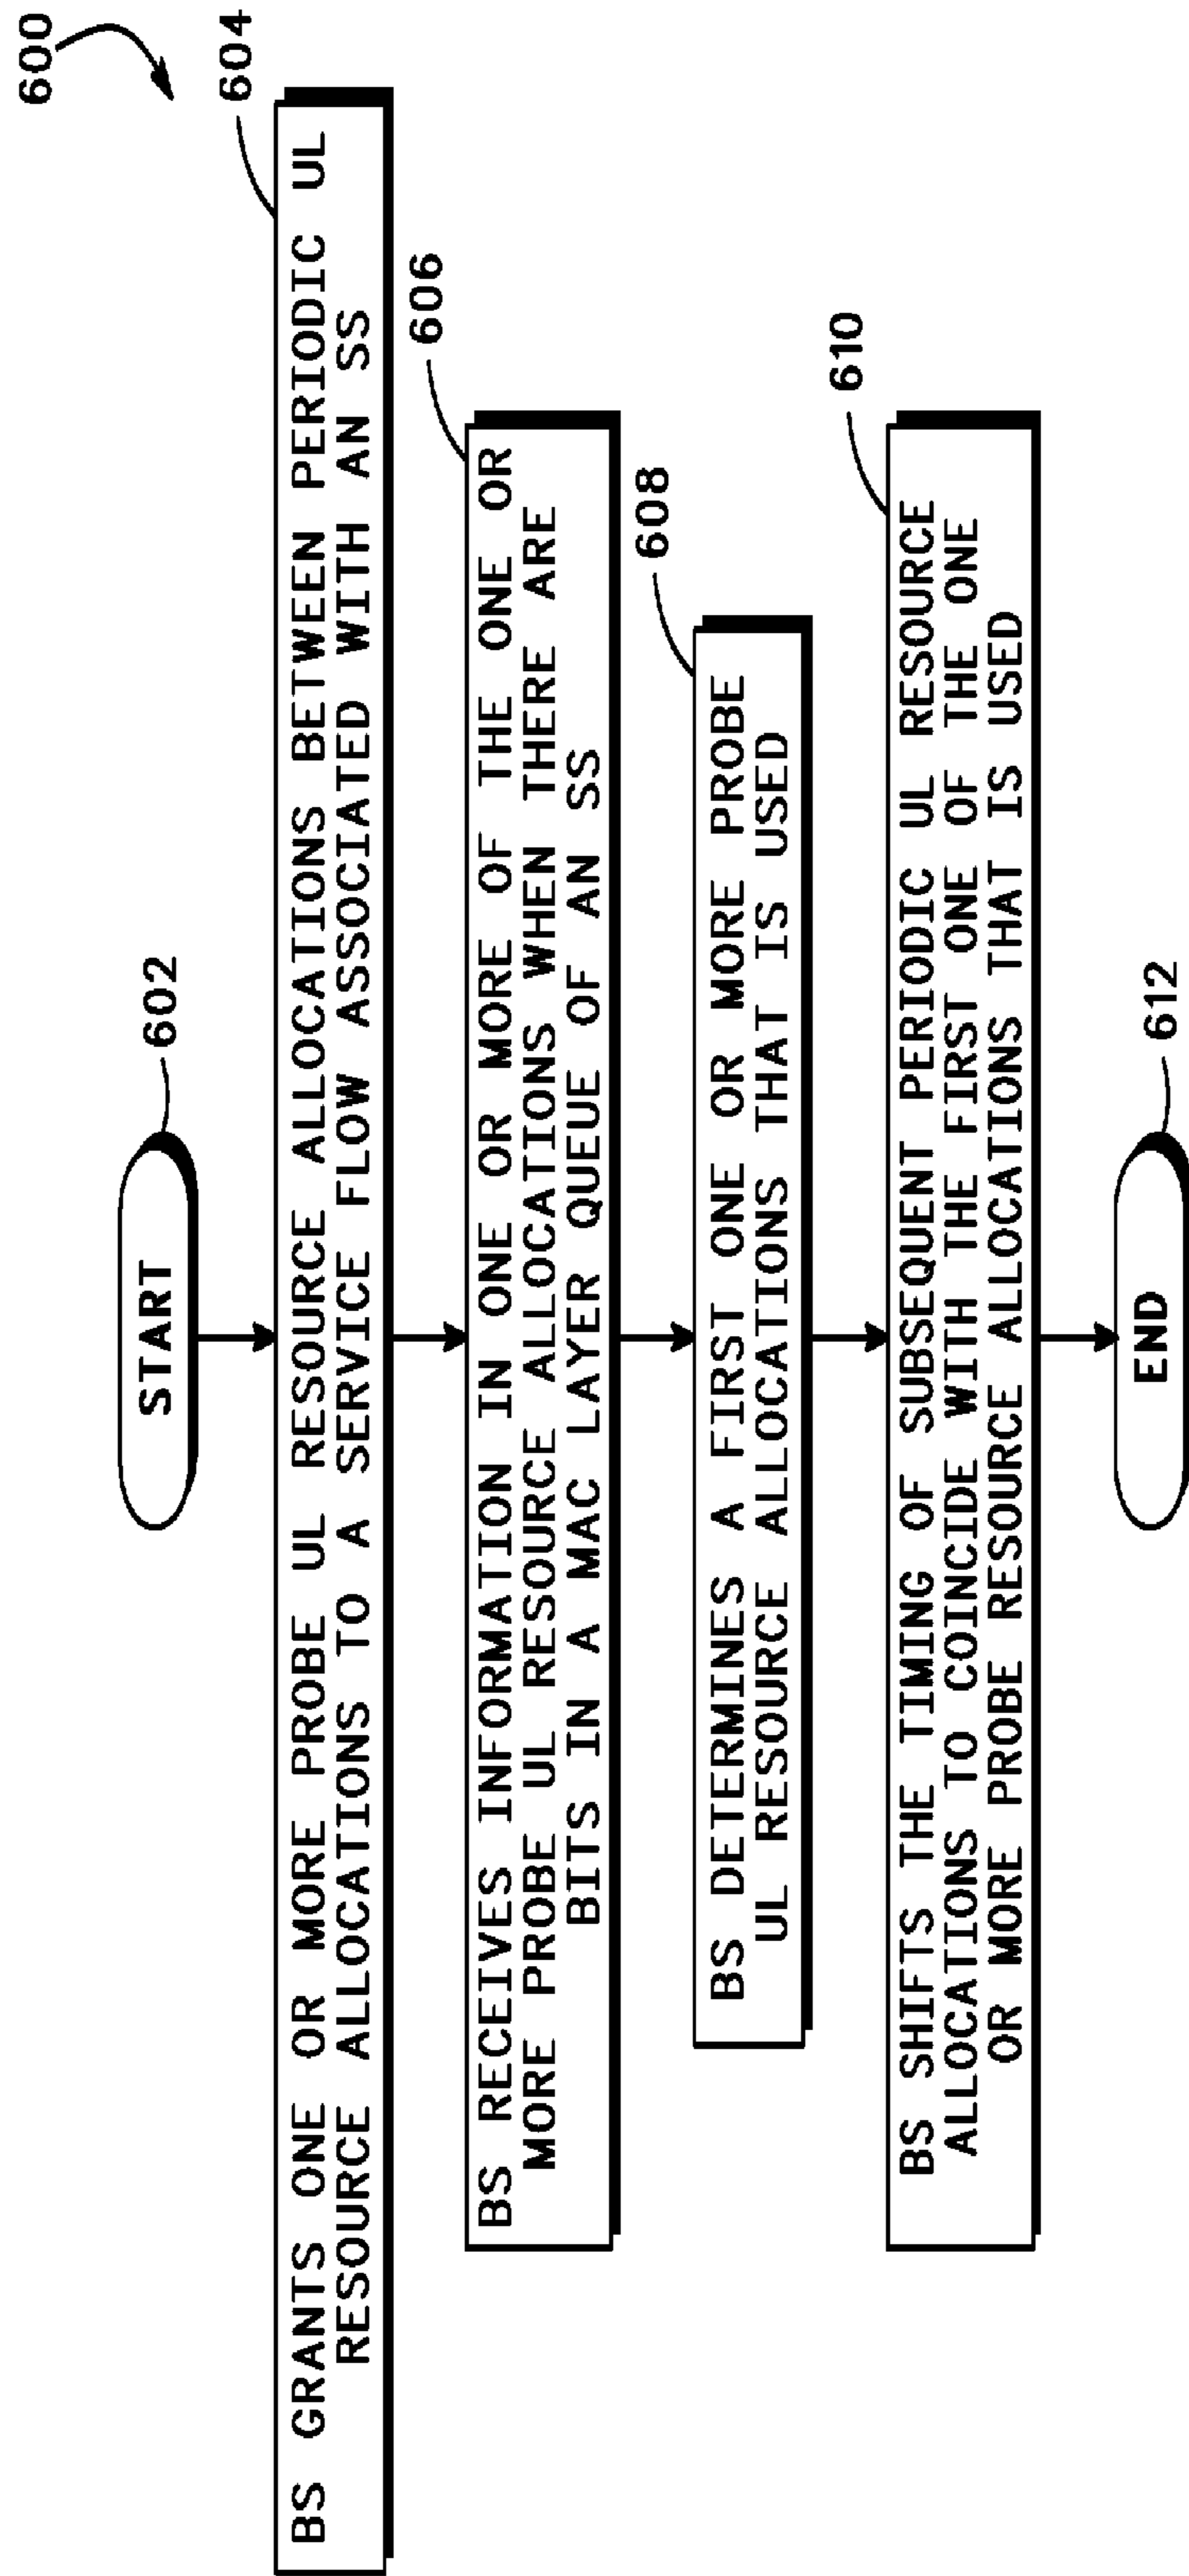 600
START
602
BS GRANTS ONE OR MORE PROBE UL RESOURCE ALLOCATIONS BETWEEN PERIODIC UL
RESOURCE ALLOCATIONS TO A SERVICE FLOW ASSOCIATED WITH AN SS
604
BS RECEIVES INFORMATION IN ONE OR MORE OF THE ONE OR
MORE PROBE UL RESOURCE ALLOCATIONS WHEN THERE ARE
BITS IN A MAC LAYER QUEUE OF AN SS
606
BS DETERMINES A FIRST ONE OR MORE PROBE
UL RESOURCE ALLOCATIONS THAT IS USED
608
BS SHIFTS THE TIMING OF SUBSEQUENT PERIODIC UL RESOURCE
ALLOCATIONS TO COINCIDE WITH THE FIRST ONE OF THE ONE
OR MORE PROBE RESOURCE ALLOCATIONS THAT IS USED
610
END
612